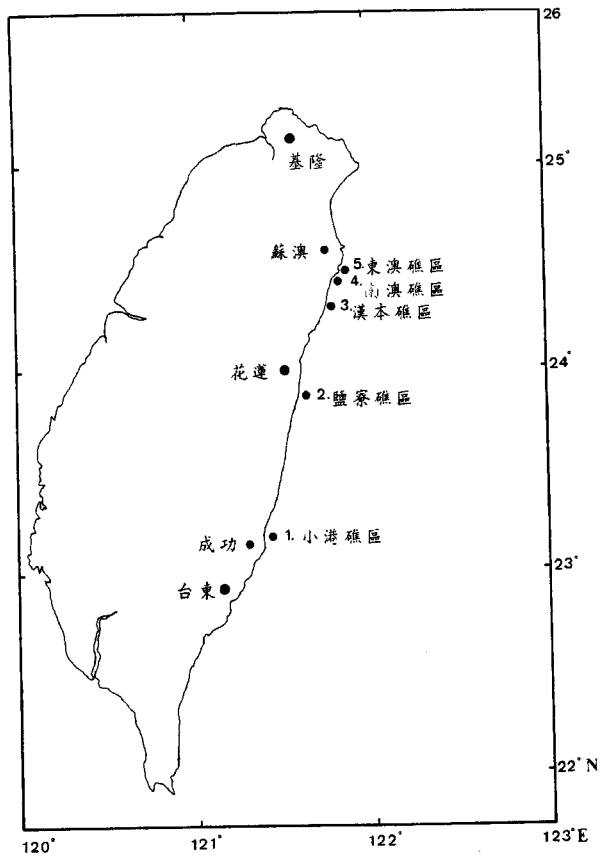 26
25°
基隆
蘇澳
5.東澳礁區
4.南澳礁區
3.漢本礁區
24°
花蓮
2.鹽寮礁區
1. 小港礁區
成功
23°
台東
22° N
120°
121°
122°
123° E